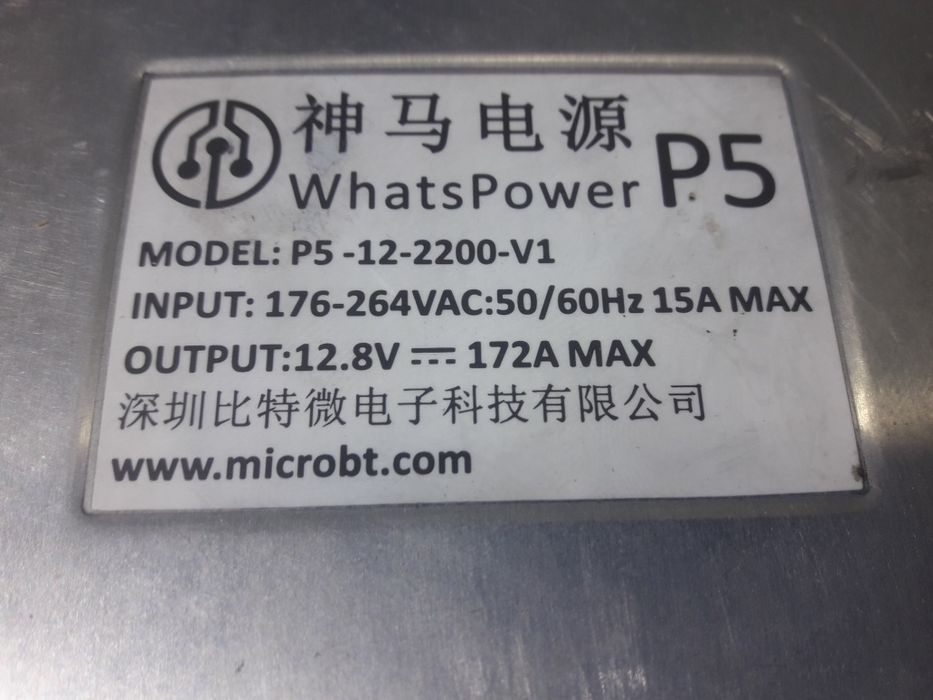 神马电源
WhatsPower P5
MODEL: P5 -12-2200-V1
INPUT: 176-264VAC:50/60Hz 15A MAX
OUTPUT:12.8V ⎓ 172A MAX
深圳比特微电子科技有限公司
www.microbt.com